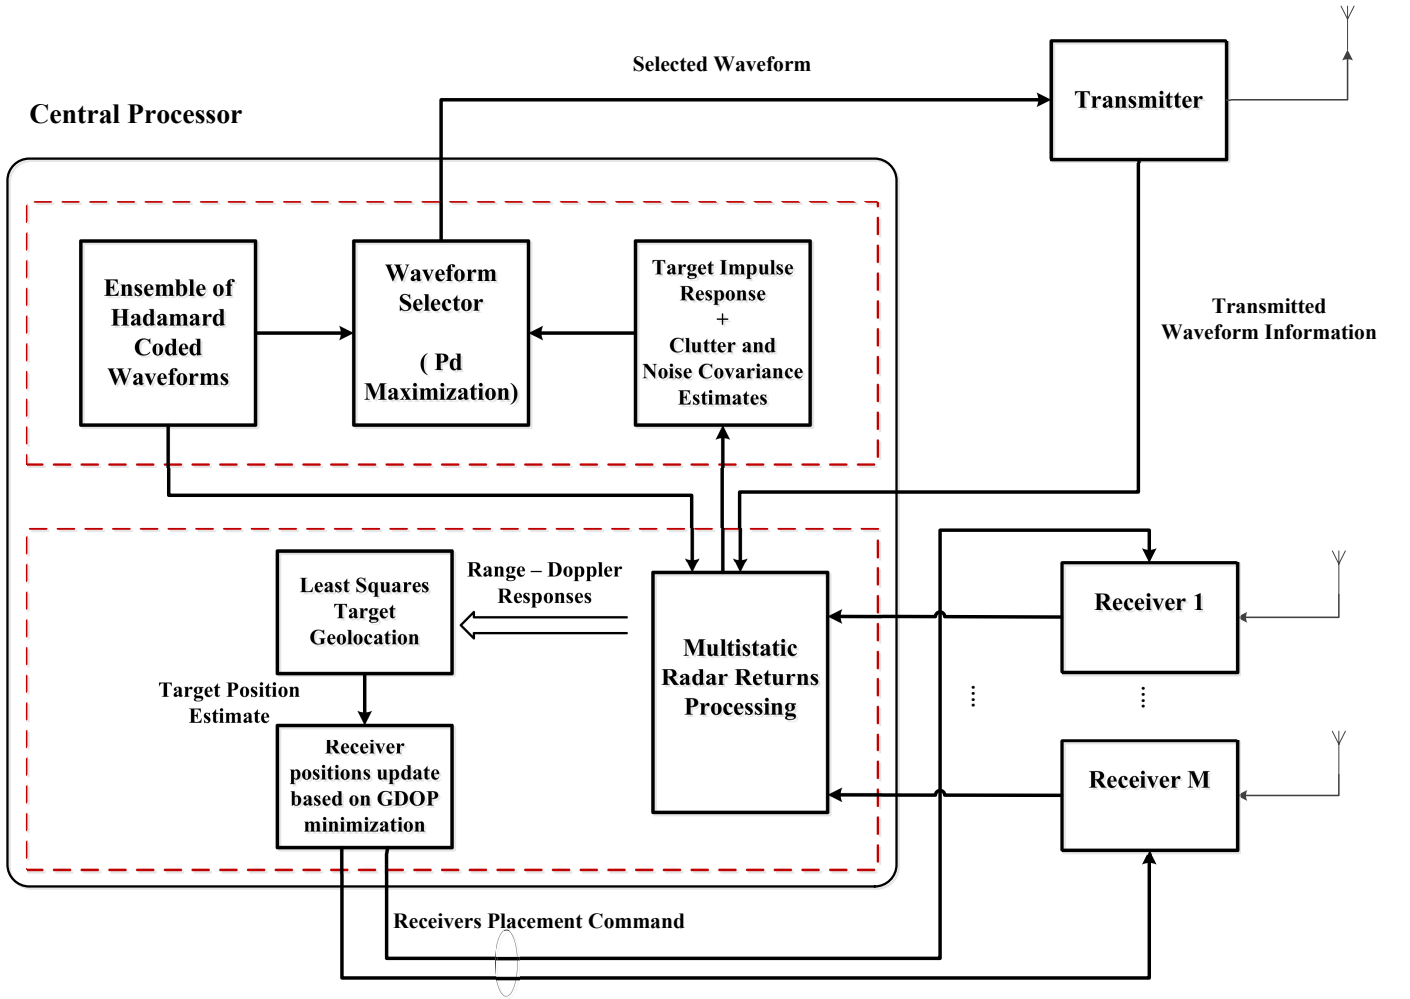 Selected Waveform
Transmitter
Central Processor
Ensemble of
Hadamard
Coded
Waveforms
Waveform
Selector
( Pd
Maximization)
Target Impulse
Response
+
Clutter and
Noise Covariance
Estimates
Transmitted
Waveform Information
Least Squares
Target
Geolocation
Range – Doppler
Responses
Multistatic
Radar Returns
Processing
Receiver 1
Target Position
Estimate
Receiver
positions update
based on GDOP
minimization
....
....
Receiver M
Receivers Placement Command